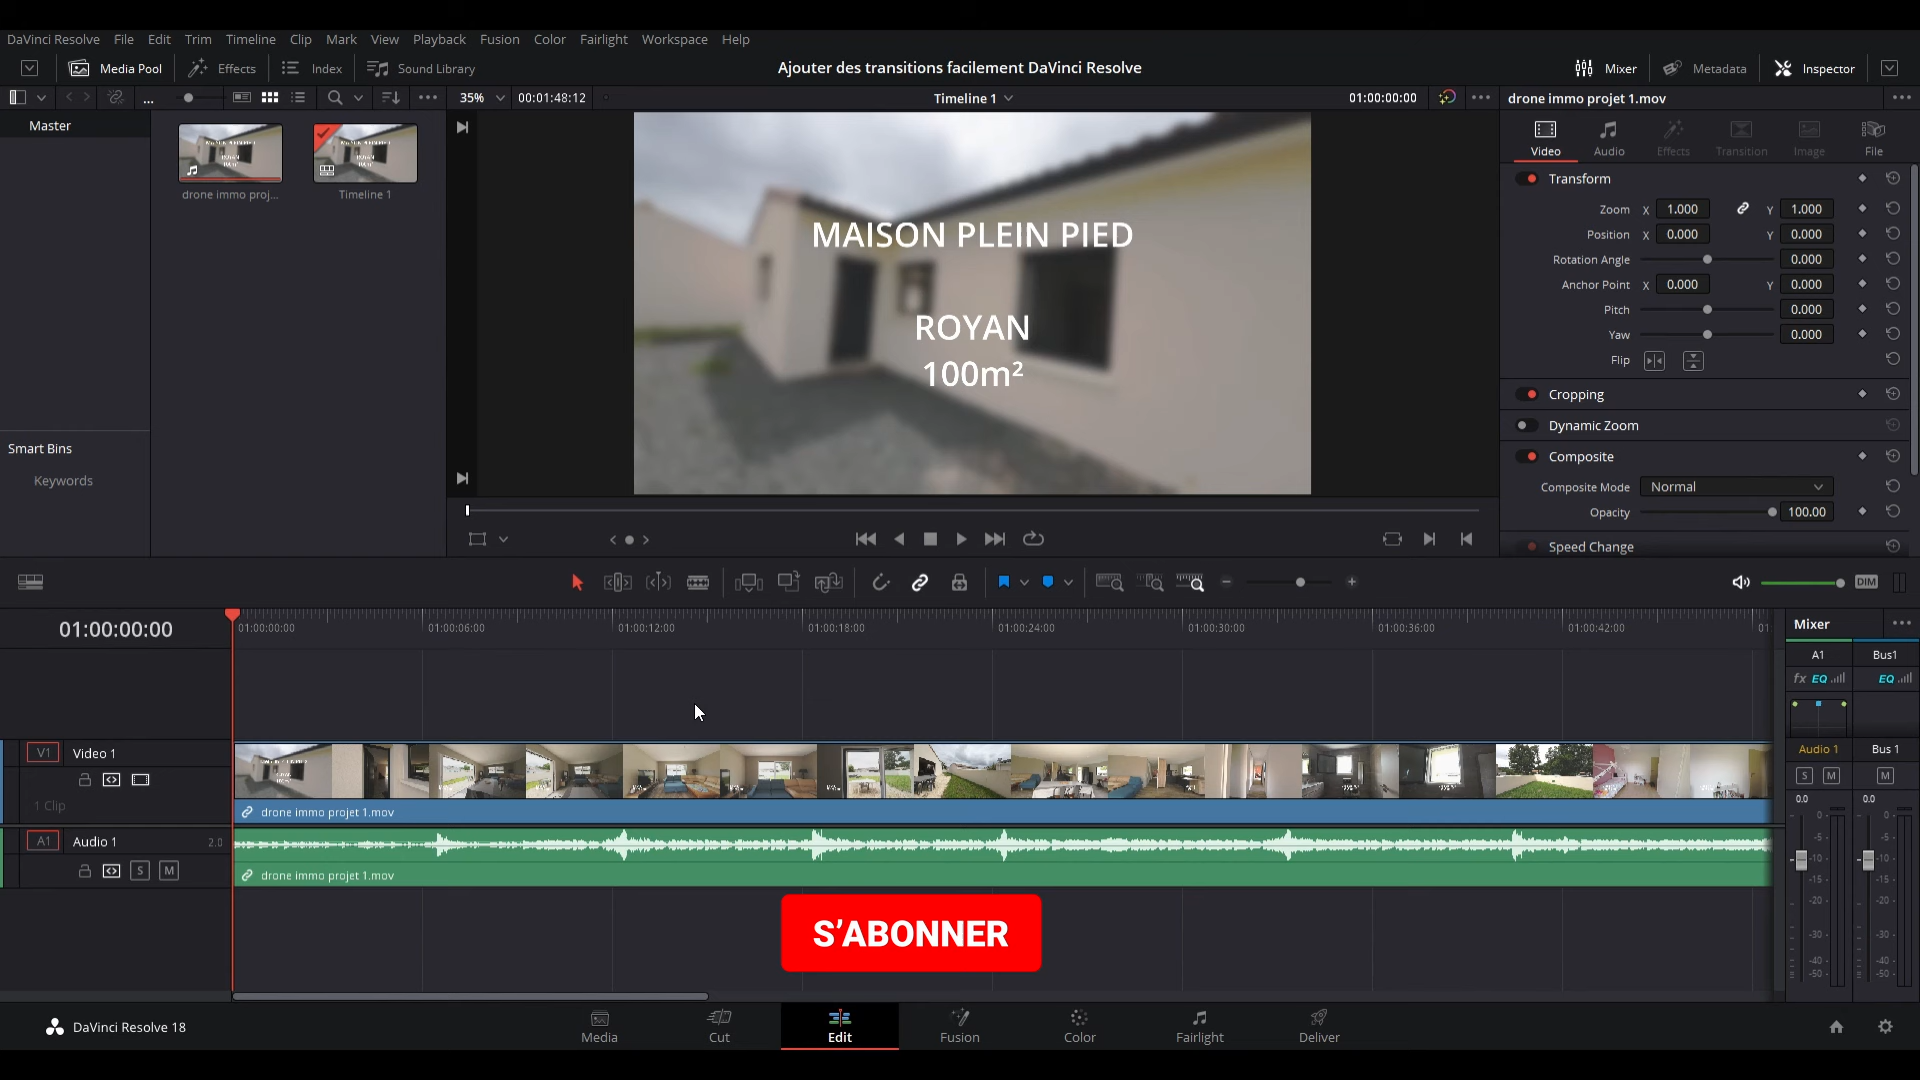 DaVinci Resolve File Edit Trim Timeline Clip Mark View Playback Fusion Color Fairlight Workspace Help
Media Pool Effects Index Sound Library
Ajouter des transitions facilement DaVinci Resolve
Mixer Metadata Inspector
...
35% 00:01:48:12
Timeline 1
01:00:00:00
drone immo projet 1.mov
Master
drone immo proj...
Timeline 1
Smart Bins
Keywords
MAISON PLEIN PIED
ROYAN
100m²
Video Audio Effects Transition Image File
Transform
Zoom X 1.000 Y 1.000
Position X 0.000 Y 0.000
Rotation Angle 0.000
Anchor Point X 0.000 Y 0.000
Pitch 0.000
Yaw 0.000
Flip
Cropping
Dynamic Zoom
Composite
Composite Mode Normal
Opacity 100.00
Speed Change
DIM
01:00:00:00
01:00:00:00 01:00:06:00 01:00:12:00 01:00:18:00 01:00:24:00 01:00:30:00 01:00:36:00 01:00:42:00 01:
V1 Video 1
1 Clip
drone immo projet 1.mov
A1 Audio 1 2.0
S M
drone immo projet 1.mov
Mixer
A1 Bus1
fx EQ EQ
Audio 1 Bus 1
S M M
0.0 0.0
0 0
-5 -5
-10 -10
-15 -15
-20 -20
-30 -30
-40 -40
-50 -50
S’ABONNER
DaVinci Resolve 18
Media Cut Edit Fusion Color Fairlight Deliver